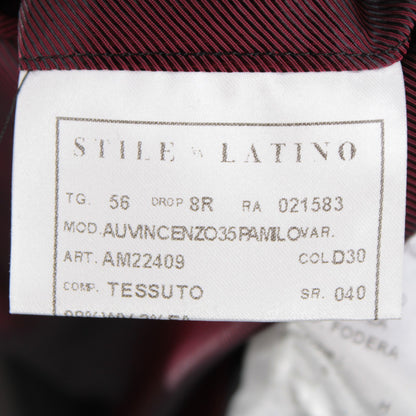 STILE LATINO
TG. 56 DROP 8R RA 021583
MOD. AUVINCENZO35PAMILO VAR.
ART. AM22409 COL D30
COMP. TESSUTO SR. 040
FODERA